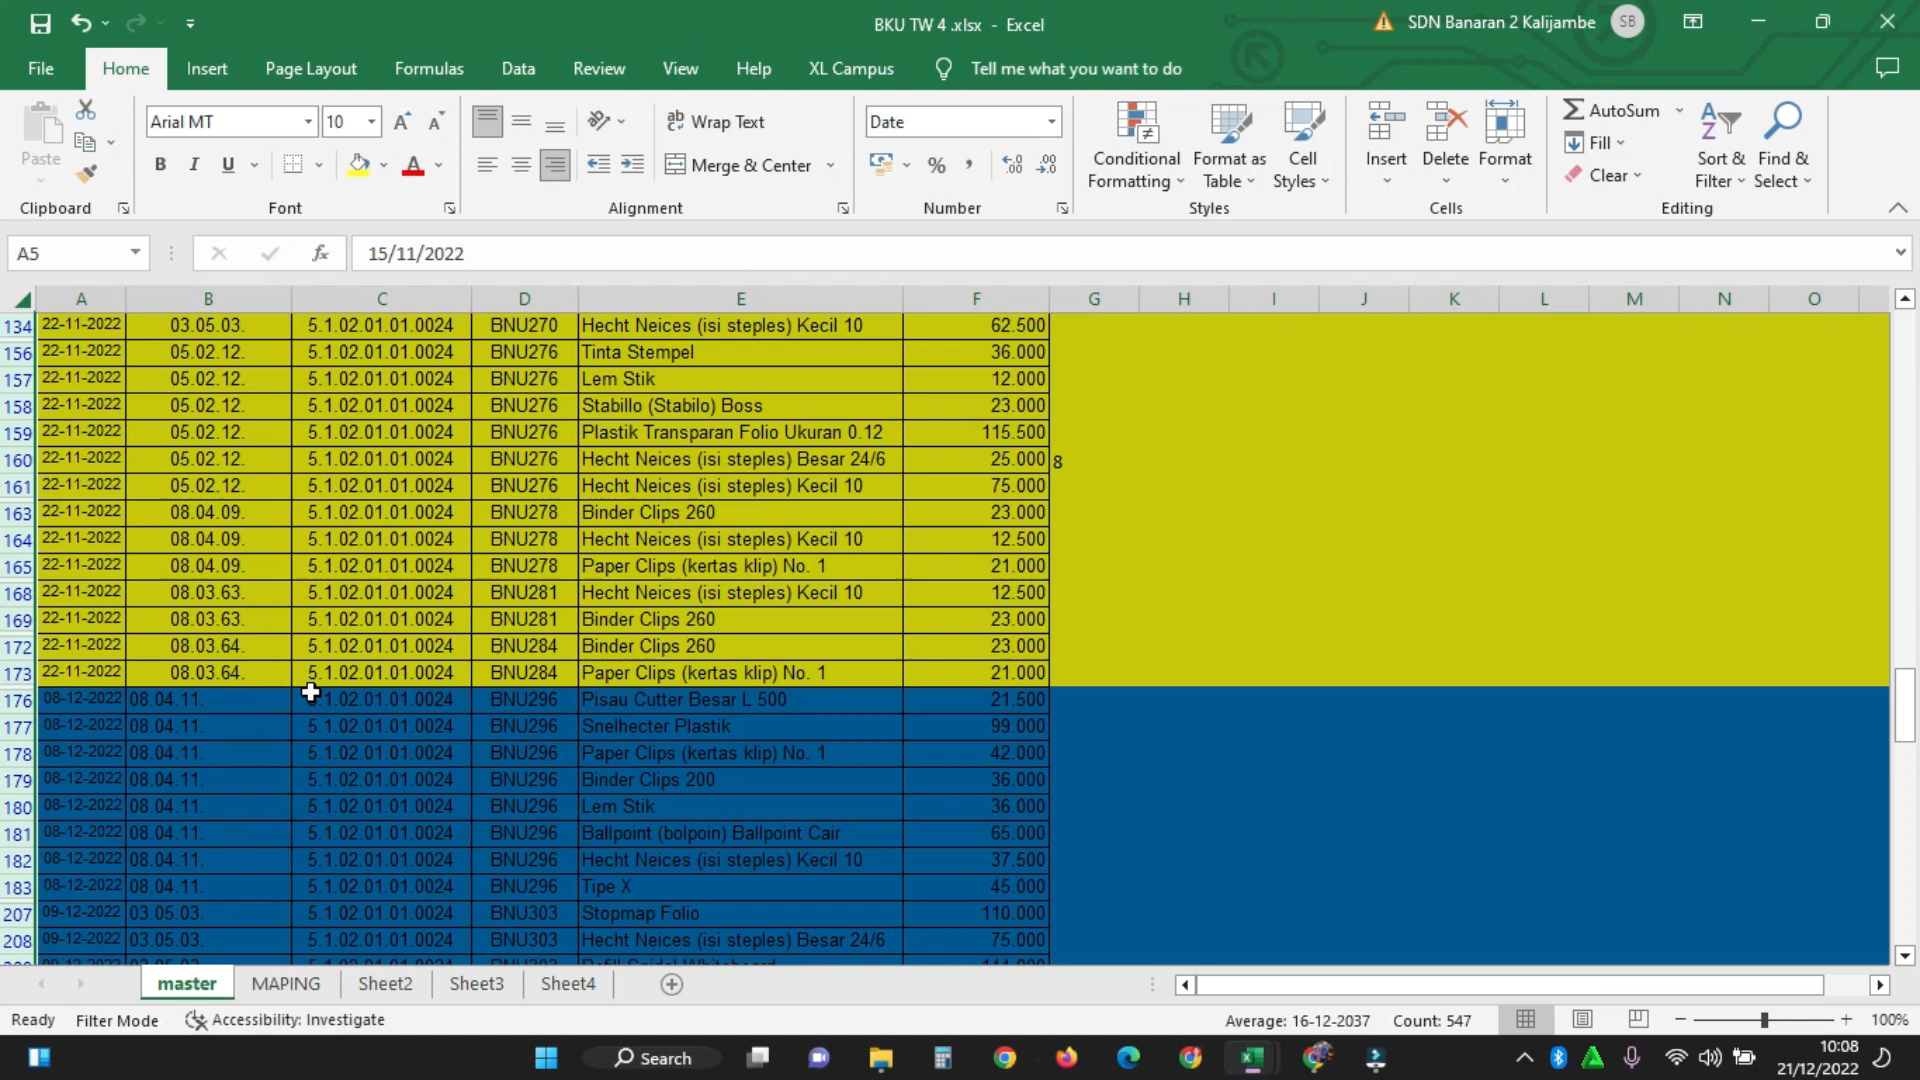 BKU TW 4 .xlsx - Excel
SDN Banaran 2 Kalijambe SB
File Home Insert Page Layout Formulas Data Review View Help XL Campus Tell me what you want to do
Paste
Clipboard
Arial MT 10
B I U A
Font
Wrap Text
Merge & Center
Alignment
Date
%
Number
Conditional Formatting
Format as Table
Cell Styles
Styles
Insert Delete Format
Cells
AutoSum
Fill
Clear
Sort & Filter
Find & Select
Editing
A5 fx 15/11/2022
A B C D E F G H I J K L M N O
134 22-11-2022 03.05.03. 5.1.02.01.01.0024 BNU270 Hecht Neices (isi steples) Kecil 10 62.500
156 22-11-2022 05.02.12. 5.1.02.01.01.0024 BNU276 Tinta Stempel 36.000
157 22-11-2022 05.02.12. 5.1.02.01.01.0024 BNU276 Lem Stik 12.000
158 22-11-2022 05.02.12. 5.1.02.01.01.0024 BNU276 Stabillo (Stabilo) Boss 23.000
159 22-11-2022 05.02.12. 5.1.02.01.01.0024 BNU276 Plastik Transparan Folio Ukuran 0.12 115.500
160 22-11-2022 05.02.12. 5.1.02.01.01.0024 BNU276 Hecht Neices (isi steples) Besar 24/6 25.000 8
161 22-11-2022 05.02.12. 5.1.02.01.01.0024 BNU276 Hecht Neices (isi steples) Kecil 10 75.000
163 22-11-2022 08.04.09. 5.1.02.01.01.0024 BNU278 Binder Clips 260 23.000
164 22-11-2022 08.04.09. 5.1.02.01.01.0024 BNU278 Hecht Neices (isi steples) Kecil 10 12.500
165 22-11-2022 08.04.09. 5.1.02.01.01.0024 BNU278 Paper Clips (kertas klip) No. 1 21.000
168 22-11-2022 08.03.63. 5.1.02.01.01.0024 BNU281 Hecht Neices (isi steples) Kecil 10 12.500
169 22-11-2022 08.03.63. 5.1.02.01.01.0024 BNU281 Binder Clips 260 23.000
172 22-11-2022 08.03.64. 5.1.02.01.01.0024 BNU284 Binder Clips 260 23.000
173 22-11-2022 08.03.64. 5.1.02.01.01.0024 BNU284 Paper Clips (kertas klip) No. 1 21.000
176 08-12-2022 08.04.11. .1.02.01.01.0024 BNU296 Pisau Cutter Besar L 500 21.500
177 08-12-2022 08.04.11. 5.1.02.01.01.0024 BNU296 Snelhecter Plastik 99.000
178 08-12-2022 08.04.11. 5.1.02.01.01.0024 BNU296 Paper Clips (kertas klip) No. 1 42.000
179 08-12-2022 08.04.11. 5.1.02.01.01.0024 BNU296 Binder Clips 200 36.000
180 08-12-2022 08.04.11. 5.1.02.01.01.0024 BNU296 Lem Stik 36.000
181 08-12-2022 08.04.11. 5.1.02.01.01.0024 BNU296 Ballpoint (bolpoin) Ballpoint Cair 65.000
182 08-12-2022 08.04.11. 5.1.02.01.01.0024 BNU296 Hecht Neices (isi steples) Kecil 10 37.500
183 08-12-2022 08.04.11. 5.1.02.01.01.0024 BNU296 Tipe X 45.000
207 09-12-2022 03.05.03. 5.1.02.01.01.0024 BNU303 Stopmap Folio 110.000
208 09-12-2022 03.05.03. 5.1.02.01.01.0024 BNU303 Hecht Neices (isi steples) Besar 24/6 75.000
master MAPING Sheet2 Sheet3 Sheet4
Ready Filter Mode Accessibility: Investigate Average: 16-12-2037 Count: 547 100%
Search
10:08
21/12/2022